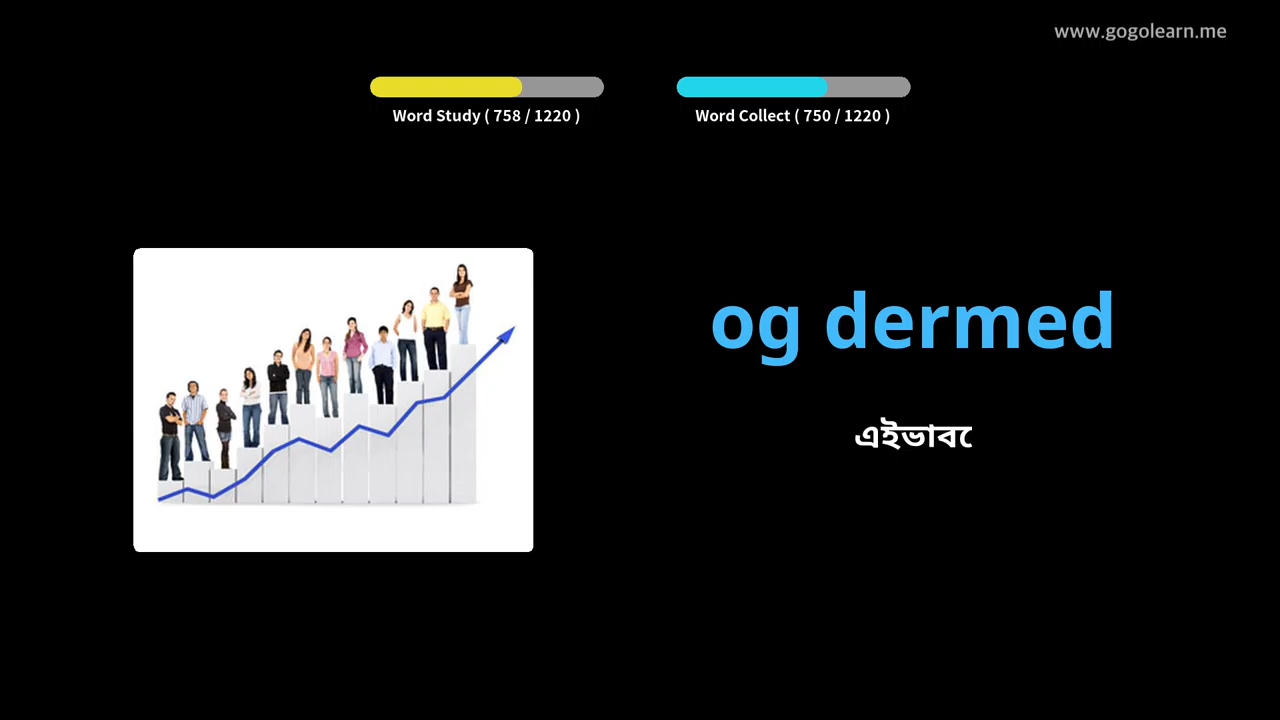 www.gogolearn.me
Word Study ( 758 / 1220 )
Word Collect ( 750 / 1220 )
og dermed
এইভাবে